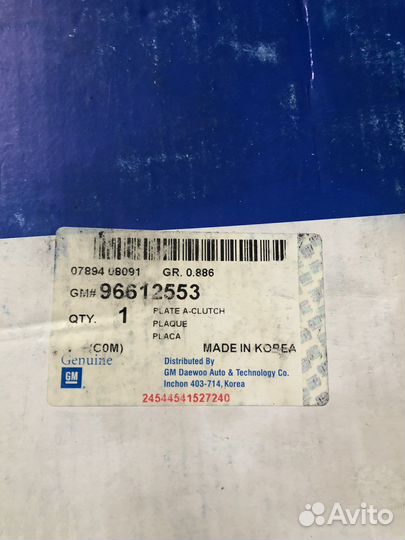 07894 08091 GR. 0.886
GM# 96612553
QTY. 1 PLATE A-CLUTCH
PLAQUE
PLACA
(C0M) MADE IN KOREA
Genuine
GM
Distributed By
GM Daewoo Auto & Technology Co.
Inchon 403-714, Korea
24544541527240
Avito